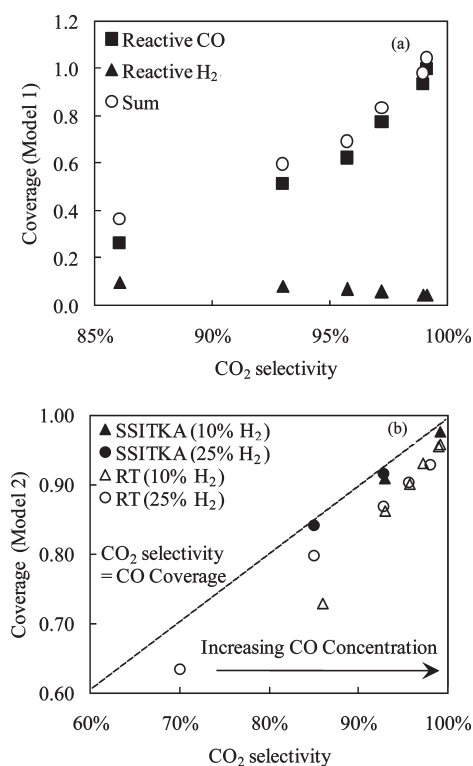 ■ Reactive CO
(a)
▲ Reactive H₂
○ Sum
1.2
1.0
0.8
0.6
0.4
0.2
0.0
Coverage (Model 1)
85%
90%
95%
100%
CO₂ selectivity
▲ SSITKA (10% H₂)
(b)
● SSITKA (25% H₂)
△ RT (10% H₂)
○ RT (25% H₂)
CO₂ selectivity
= CO Coverage
Increasing CO Concentration
1.00
0.90
0.80
0.70
0.60
Coverage (Model 2)
60%
70%
80%
90%
100%
CO₂ selectivity